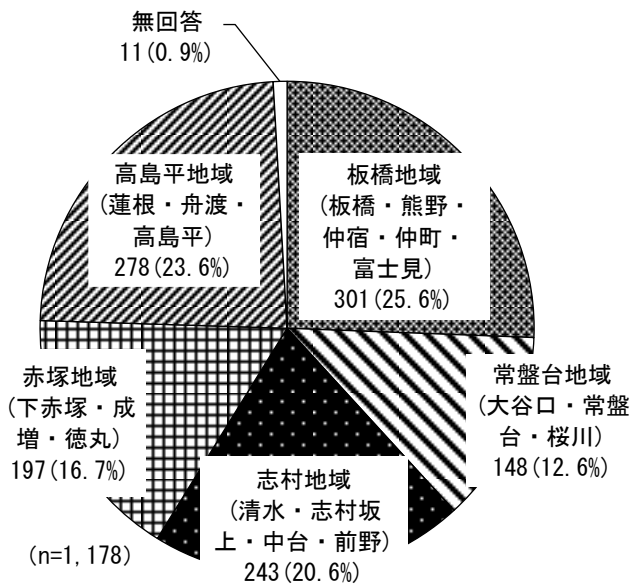 無回答
11(0.9%)
高島平地域
(蓮根・舟渡・
高島平)
278(23.6%)
板橋地域
(板橋・熊野・
仲宿・仲町・
富士見)
301(25.6%)
赤塚地域
(下赤塚・成
増・徳丸)
197(16.7%)
常盤台地域
(大谷口・常盤
台・桜川)
148(12.6%)
志村地域
(清水・志村坂
上・中台・前野)
243(20.6%)
(n=1,178)